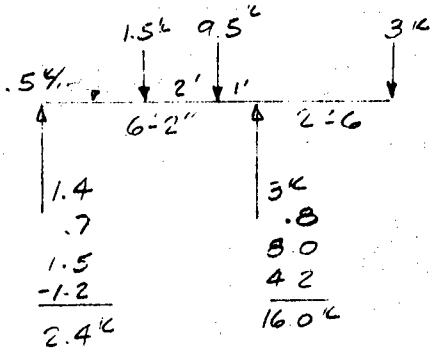 1.5ᵏ 9.5ᵏ 3ᵏ
.5ᵏ/.
2' 1'
6-2" 2-6
1.4 3ᵏ
.7 .8
1.5 8.0
-1.2 4 2
2.4ᵏ 16.0ᵏ